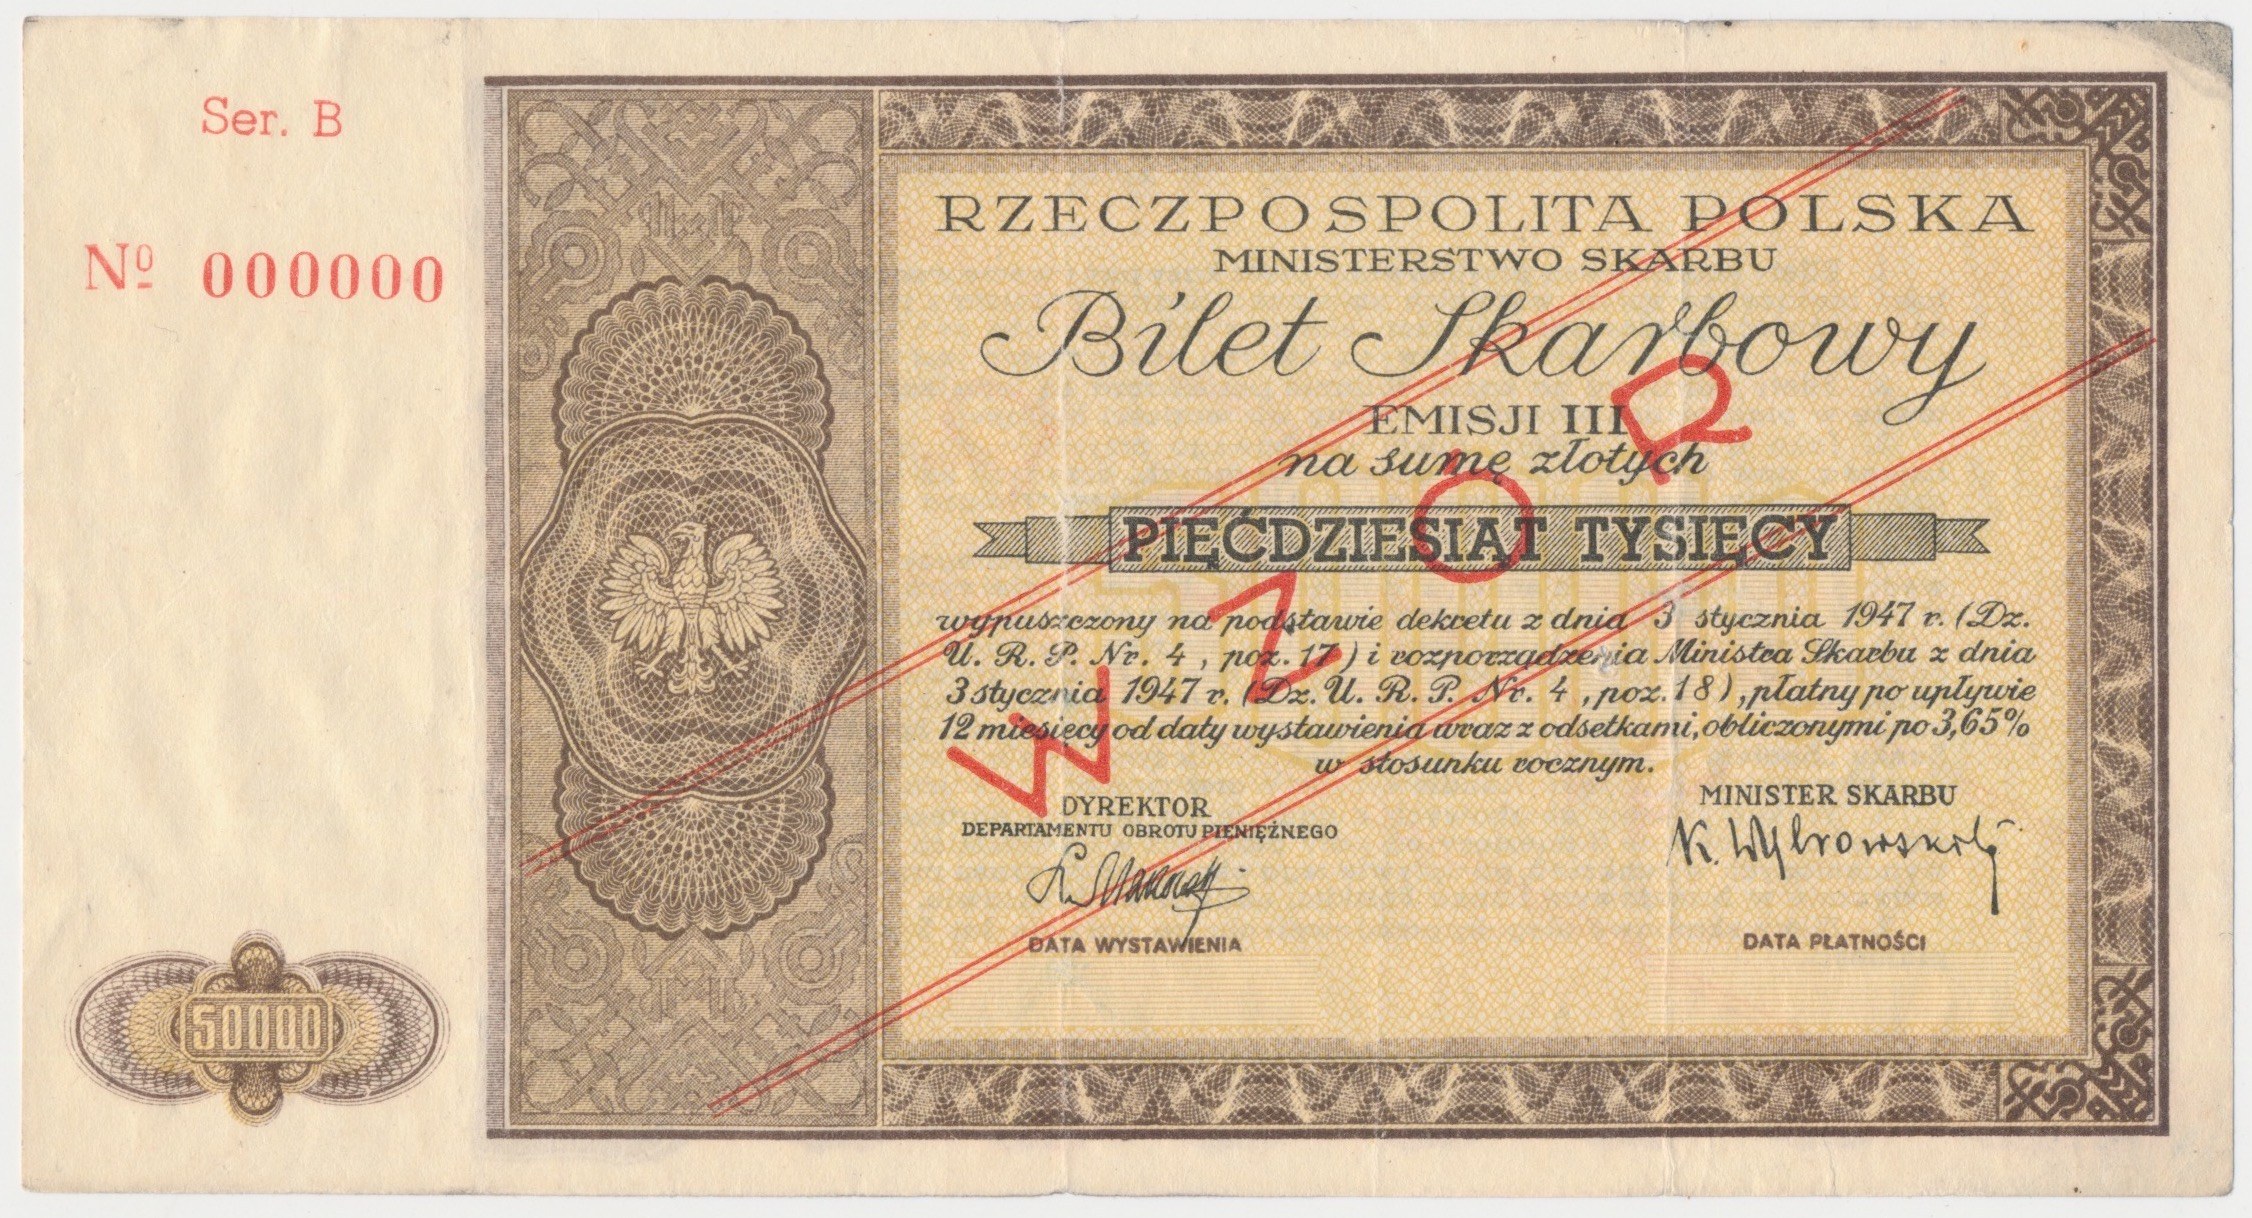 Ser. B
Nº 000000
RZECZPOSPOLITA POLSKA
MINISTERSTWO SKARBU
Bilet Skarbowy
EMISJI III
na sumę złotych
PIĘĆDZIESIĄT TYSIĘCY
wypuszczony na podstawie dekretu z dnia 3 stycznia 1947 r. (Dz.
U. R. P. Nr. 4, poz. 17) i rozporządzenia Ministra Skarbu z dnia
3 stycznia 1947 r. (Dz. U. R. P. Nr. 4, poz. 18), płatny po upływie
12 miesięcy od daty wystawienia wraz z odsetkami, obliczonymi po 3,65%
w stosunku rocznym.
WZOR
DYREKTOR
DEPARTAMENTU OBROTU PIENIĘŻNEGO
MINISTER SKARBU
DATA WYSTAWIENIA
DATA PŁATNOŚCI
50000